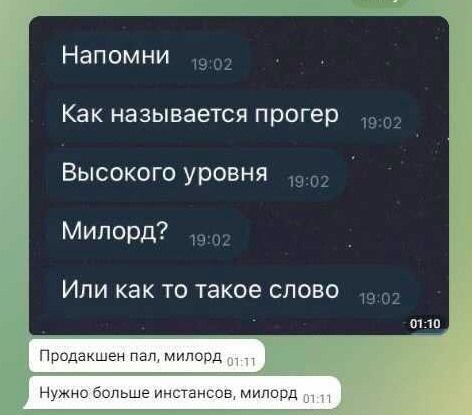 Напомни 19:02
Как называется прогер 19:02
Высокого уровня 19:02
Милорд? 19:02
Или как то такое слово 19:02
01:10
Продакшен пал, милорд 01:11
Нужно больше инстансов, милорд 01:11